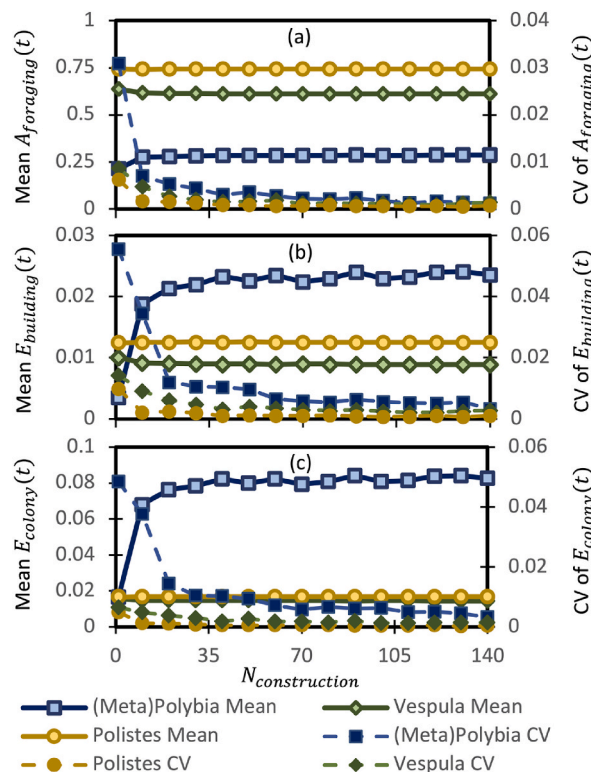 1
0.75
0.5
0.25
0
0.04
0.03
0.02
0.01
0
(a)
Mean A_foraging(t)
CV of A_foraging(t)
0.03
0.02
0.01
0
0.06
0.04
0.02
0.00
(b)
Mean E_building(t)
CV of E_building(t)
0.1
0.08
0.06
0.04
0.02
0
0.06
0.04
0.02
0
(c)
Mean E_colony(t)
CV of E_colony(t)
0 35 70 105 140
N_construction
(Meta)Polybia Mean Vespula Mean
Polistes Mean (Meta)Polybia CV
Polistes CV Vespula CV